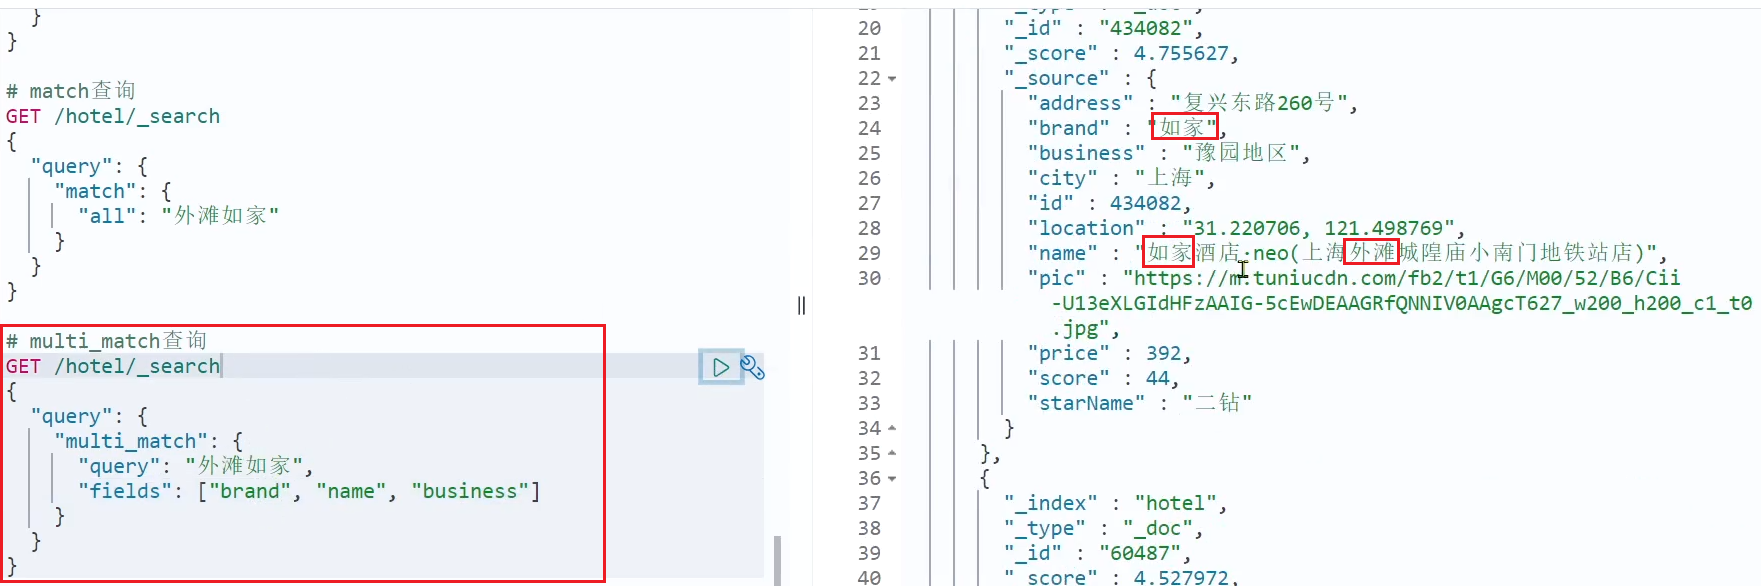 }
}
# match查询
GET /hotel/_search
{
"query": {
"match": {
"all": "外滩如家"
}
}
}
# multi_match查询
GET /hotel/_search
{
"query": {
"multi_match": {
"query": "外滩如家",
"fields": ["brand", "name", "business"]
}
}
}
20 "_id" : "434082",
21 "_score" : 4.755627,
22 "_source" : {
23 "address" : "复兴东路260号",
24 "brand" : "如家",
25 "business" : "豫园地区",
26 "city" : "上海",
27 "id" : 434082,
28 "location" : "31.220706, 121.498769",
29 "name" : "如家酒店·neo(上海外滩城隍庙小南门地铁站店)",
30 "pic" : "https://m.tuniucdn.com/fb2/t1/G6/M00/52/B6/Cii
-U13eXLGIdHFzAAIG-5cEwDEAAGRfQNNIV0AAgcT627_w200_h200_c1_t0
.jpg",
31 "price" : 392,
32 "score" : 44,
33 "starName" : "二钻"
34 }
35 },
36 {
37 "_index" : "hotel",
38 "_type" : "_doc",
39 "_id" : "60487",
40 "_score" : 4.527972,